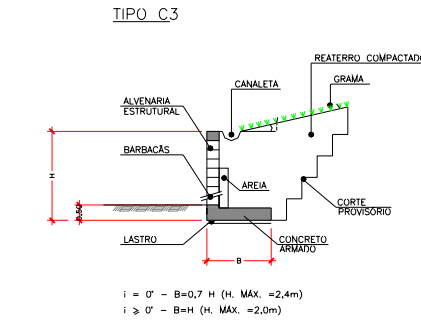 TIPO C3
REATERRO COMPACTADO
GRAMA
CANALETA
ALVENARIA
ESTRUTURAL
i
BARBACÃS
H
AREIA
CORTE
PROVISÓRIO
0,50
LASTRO
CONCRETO
ARMADO
B
i = 0° - B=0,7 H (H. MÁX. =2,4m)
i ≥ 0° - B=H (H. MÁX. =2,0m)